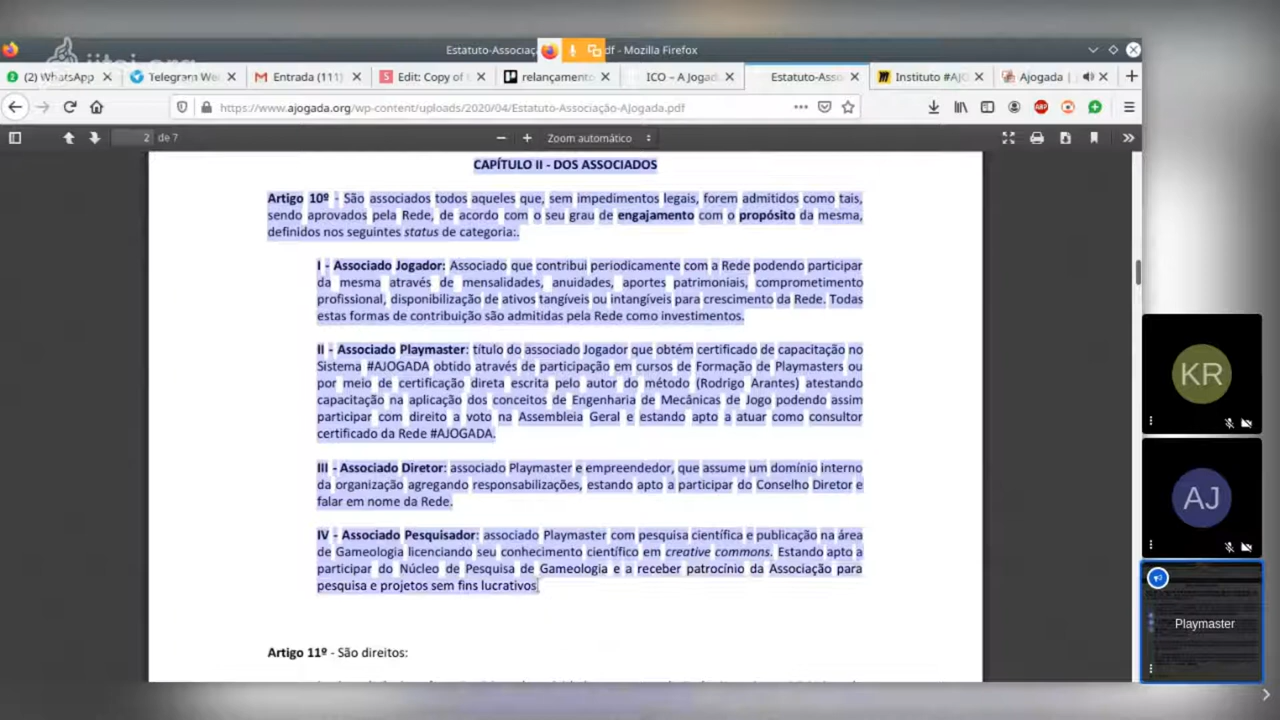 jitsi.org
Estatuto-Associaç df - Mozilla Firefox
(2) WhatsApp
Telegram We
Entrada (111)
Edit: Copy of
relançamento
ICO – A Jogad
Estatuto-Asso
Instituto #AJO
Ajogada |
https://www.ajogada.org/wp-content/uploads/2020/04/Estatuto-Associação-AJogada.pdf
2 de 7
Zoom automático
CAPÍTULO II - DOS ASSOCIADOS
Artigo 10º - São associados todos aqueles que, sem impedimentos legais, forem admitidos como tais,
sendo aprovados pela Rede, de acordo com o seu grau de engajamento com o propósito da mesma,
definidos nos seguintes status de categoria:.
I - Associado Jogador: Associado que contribui periodicamente com a Rede podendo participar
da mesma através de mensalidades, anuidades, aportes patrimoniais, comprometimento
profissional, disponibilização de ativos tangíveis ou intangíveis para crescimento da Rede. Todas
estas formas de contribuição são admitidas pela Rede como investimentos.
II - Associado Playmaster: título do associado Jogador que obtém certificado de capacitação no
Sistema #AJOGADA obtido através de participação em cursos de Formação de Playmasters ou
por meio de certificação direta escrita pelo autor do método (Rodrigo Arantes) atestando
capacitação na aplicação dos conceitos de Engenharia de Mecânicas de Jogo podendo assim
participar com direito a voto na Assembleia Geral e estando apto a atuar como consultor
certificado da Rede #AJOGADA.
III - Associado Diretor: associado Playmaster e empreendedor, que assume um domínio interno
da organização agregando responsabilizações, estando apto a participar do Conselho Diretor e
falar em nome da Rede.
IV - Associado Pesquisador: associado Playmaster com pesquisa científica e publicação na área
de Gameologia licenciando seu conhecimento científico em creative commons. Estando apto a
participar do Núcleo de Pesquisa de Gameologia e a receber patrocínio da Associação para
pesquisa e projetos sem fins lucrativos.
Artigo 11º - São direitos:
KR
AJ
Playmaster